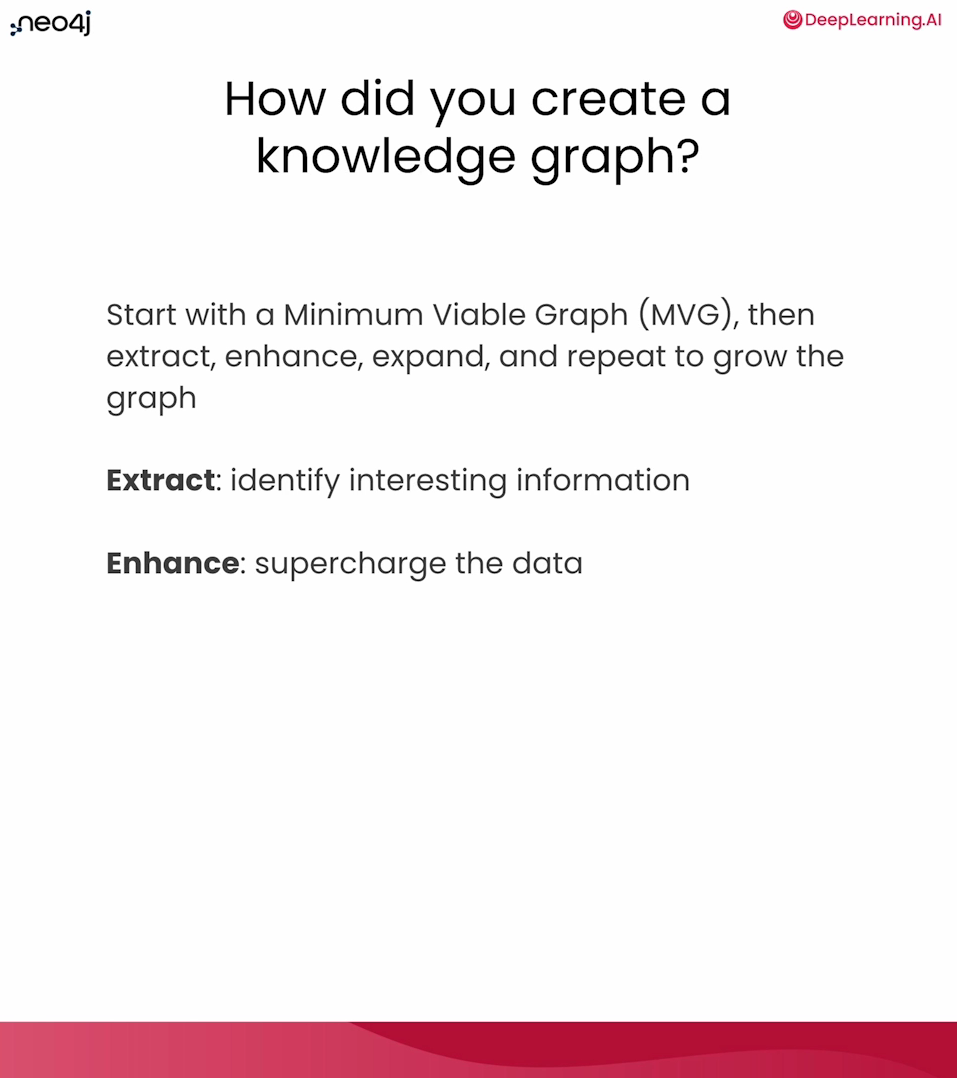 neo4j
DeepLearning.AI
How did you create a
knowledge graph?
Start with a Minimum Viable Graph (MVG), then
extract, enhance, expand, and repeat to grow the
graph
Extract: identify interesting information
Enhance: supercharge the data